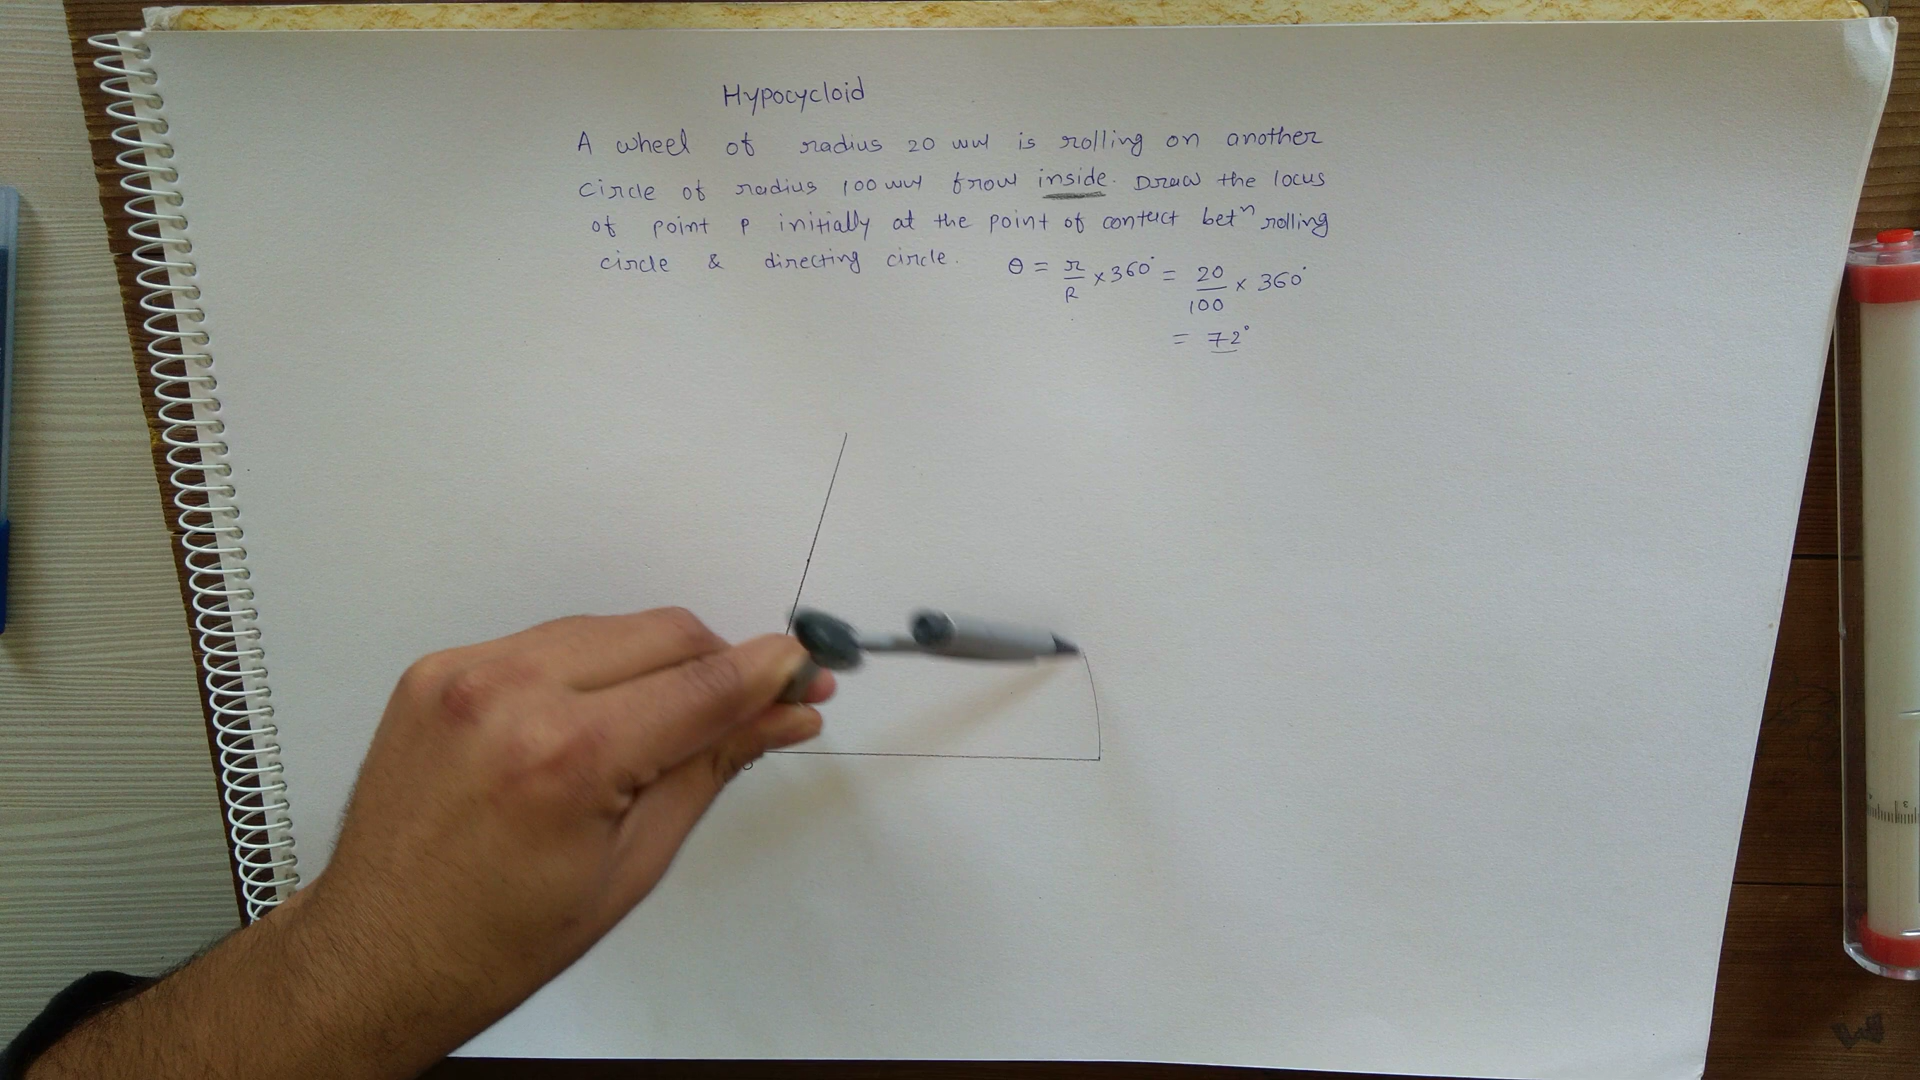 Hypocycloid
A wheel of radius 20 mm is rolling on another
circle of radius 100 mm from inside. Draw the locus
of point P initially at the point of contact betⁿ rolling
circle & directing circle. θ = r/R × 360° = 20/100 × 360°
= 72°